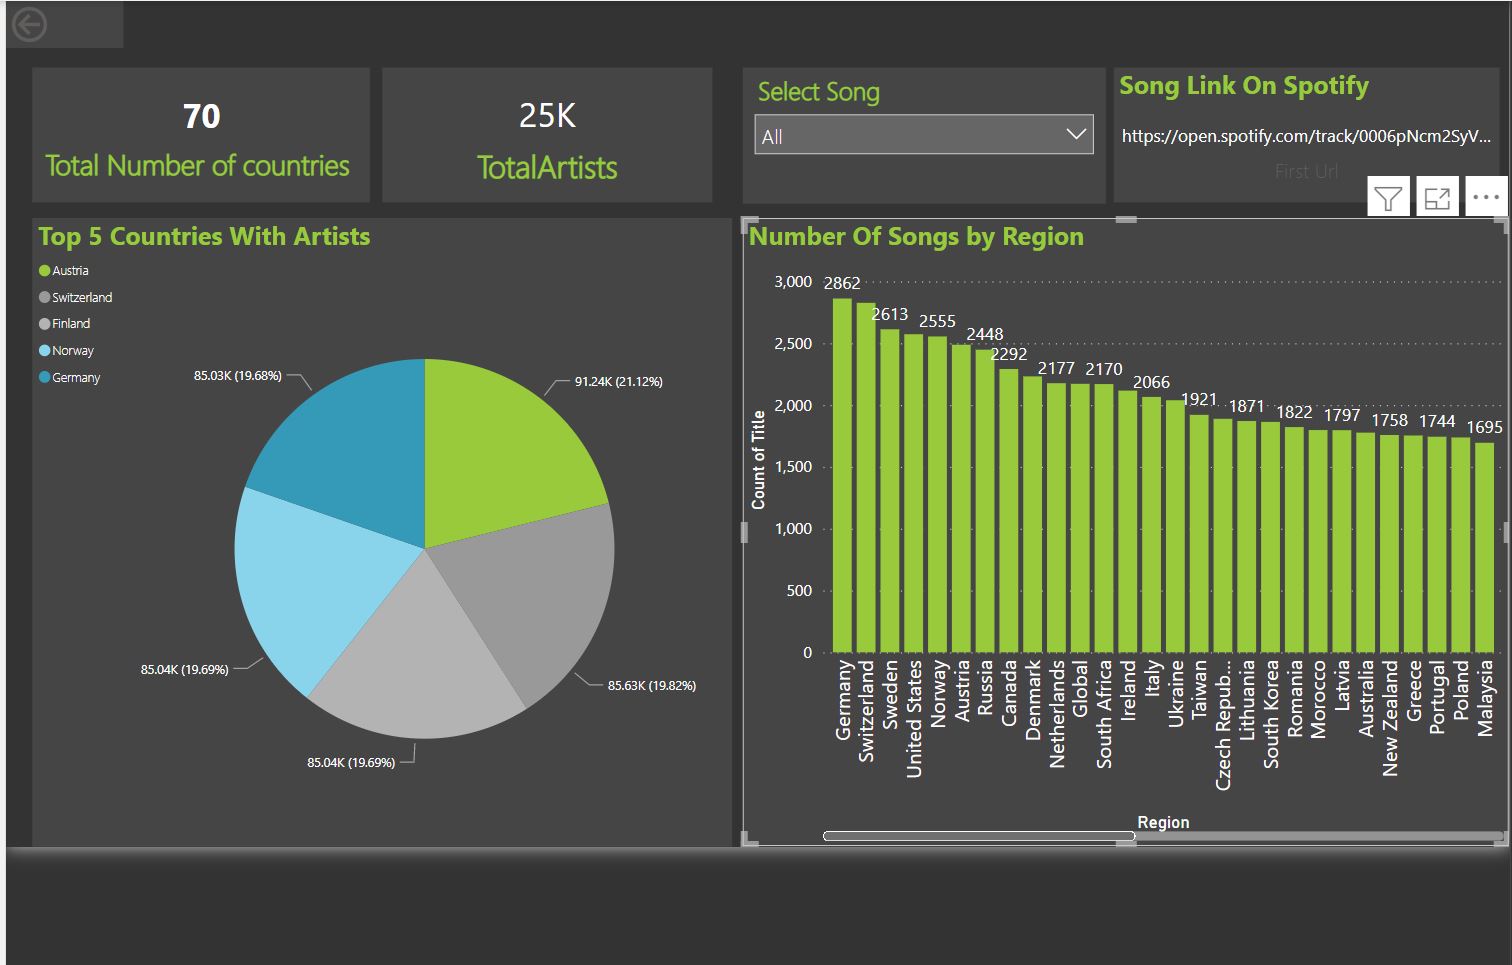 70
Total Number of countries
25K
TotalArtists
Select Song
All
Song Link On Spotify
https://open.spotify.com/track/0006pNcm2SyV...
First Url
Top 5 Countries With Artists
Austria
Switzerland
Finland
Norway
Germany
85.03K (19.68%)
91.24K (21.12%)
85.04K (19.69%)
85.63K (19.82%)
85.04K (19.69%)
Number Of Songs by Region
Count of Title
3,000
2,500
2,000
1,500
1,000
500
0
2862
2613
2555
2448
2292
2177
2170
2066
1921
1871
1822
1797
1758
1744
1695
Germany
Switzerland
Sweden
United States
Norway
Austria
Russia
Canada
Denmark
Netherlands
Global
South Africa
Ireland
Italy
Ukraine
Taiwan
Czech Repub...
Lithuania
South Korea
Romania
Morocco
Latvia
Australia
New Zealand
Greece
Portugal
Poland
Malaysia
Region